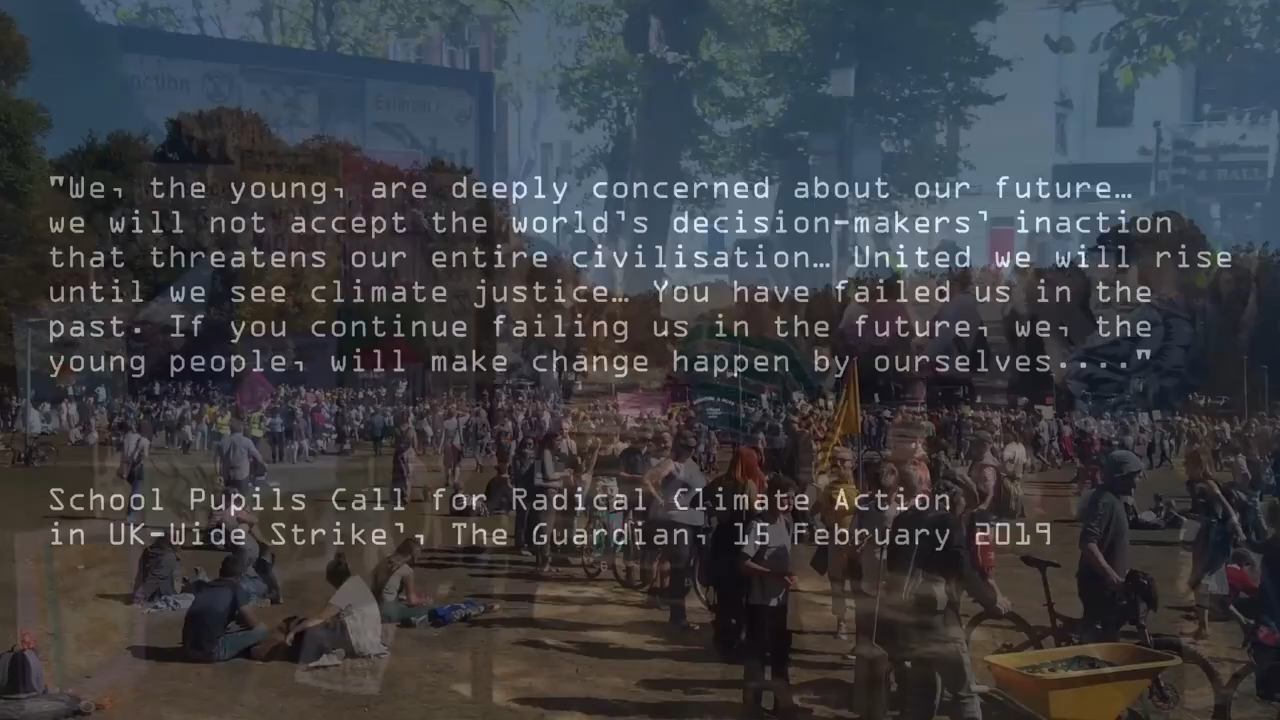 nction
Extinct
"We, the young, are deeply concerned about our future…
we will not accept the world's decision-makers' inaction
that threatens our entire civilisation… United we will rise
until we see climate justice… You have failed us in the
past. If you continue failing us in the future, we, the
young people, will make change happen by ourselves...."
School Pupils Call for Radical Climate Action
in UK-Wide Strike', The Guardian, 15 February 2019